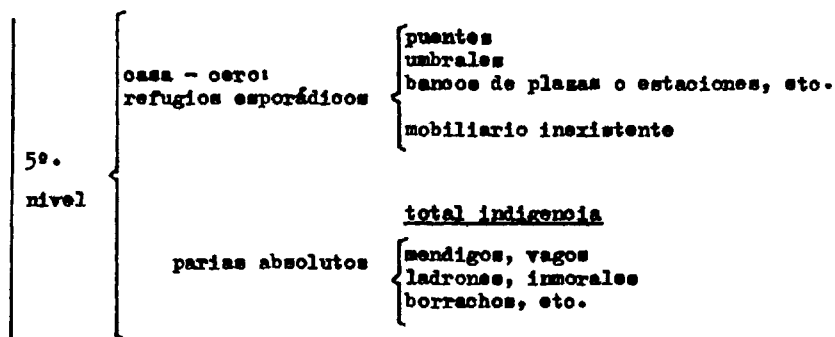 puentes
umbrales
casa - cero:
refugios esporádicos
bancos de plazas o estaciones, etc.
mobiliario inexistente
5º.
nivel
total indigencia
parias absolutos
mendigos, vagos
ladrones, inmorales
borrachos, etc.